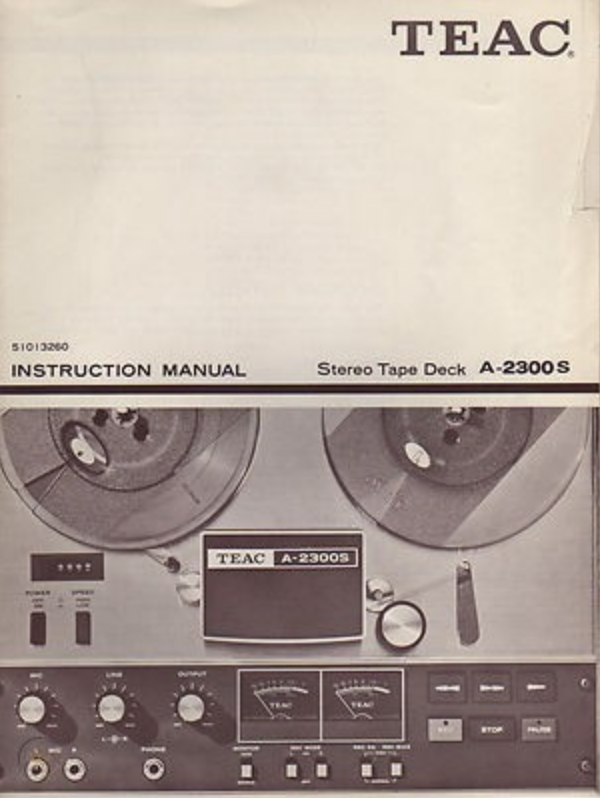 TEAC®
51013260
INSTRUCTION MANUAL
Stereo Tape Deck A-2300S
TEAC A-2300S
POWER SPEED
MIC LINE OUTPUT
TEAC TEAC
L - R
L MIC R PHONE
MONITOR
STOP PAUSE